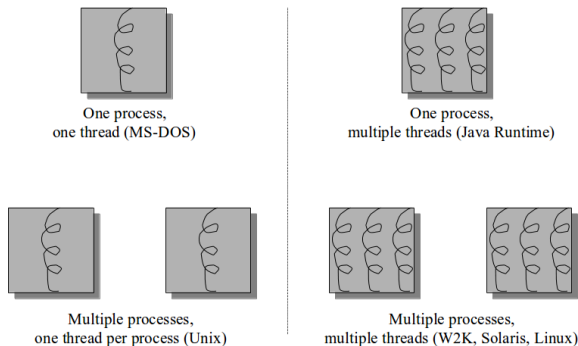 One process,
one thread (MS-DOS)
One process,
multiple threads (Java Runtime)
Multiple processes,
one thread per process (Unix)
Multiple processes,
multiple threads (W2K, Solaris, Linux)